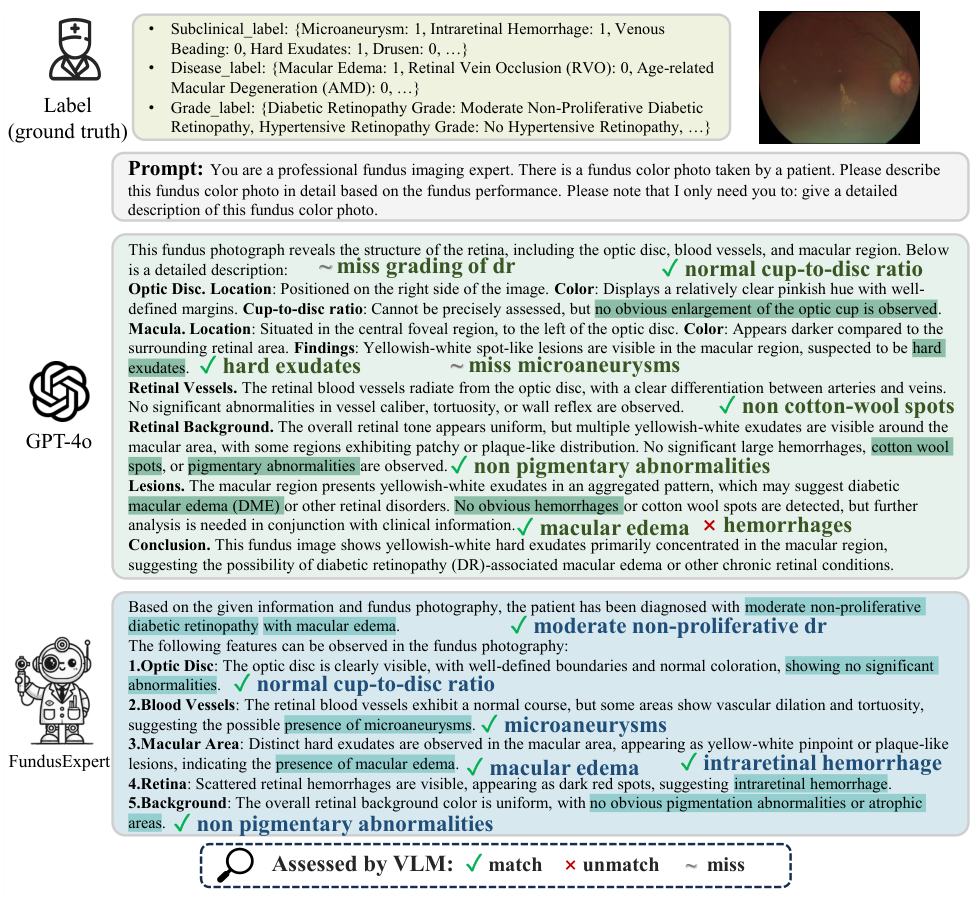 Label
(ground truth)
• Subclinical_label: {Microaneurysm: 1, Intraretinal Hemorrhage: 1, Venous
Beading: 0, Hard Exudates: 1, Drusen: 0, …}
• Disease_label: {Macular Edema: 1, Retinal Vein Occlusion (RVO): 0, Age-related
Macular Degeneration (AMD): 0, …}
• Grade_label: {Diabetic Retinopathy Grade: Moderate Non-Proliferative Diabetic
Retinopathy, Hypertensive Retinopathy Grade: No Hypertensive Retinopathy, …}
Prompt: You are a professional fundus imaging expert. There is a fundus color photo taken by a patient. Please describe
this fundus color photo in detail based on the fundus performance. Please note that I only need you to: give a detailed
description of this fundus color photo.
GPT-4o
This fundus photograph reveals the structure of the retina, including the optic disc, blood vessels, and macular region. Below
is a detailed description: ~ miss grading of dr ✓ normal cup-to-disc ratio
Optic Disc. Location: Positioned on the right side of the image. Color: Displays a relatively clear pinkish hue with well-
defined margins. Cup-to-disc ratio: Cannot be precisely assessed, but no obvious enlargement of the optic cup is observed.
Macula. Location: Situated in the central foveal region, to the left of the optic disc. Color: Appears darker compared to the
surrounding retinal area. Findings: Yellowish-white spot-like lesions are visible in the macular region, suspected to be hard
exudates. ✓ hard exudates ~ miss microaneurysms
Retinal Vessels. The retinal blood vessels radiate from the optic disc, with a clear differentiation between arteries and veins.
No significant abnormalities in vessel caliber, tortuosity, or wall reflex are observed. ✓ non cotton-wool spots
Retinal Background. The overall retinal tone appears uniform, but multiple yellowish-white exudates are visible around the
macular area, with some regions exhibiting patchy or plaque-like distribution. No significant large hemorrhages, cotton wool
spots, or pigmentary abnormalities are observed. ✓ non pigmentary abnormalities
Lesions. The macular region presents yellowish-white exudates in an aggregated pattern, which may suggest diabetic
macular edema (DME) or other retinal disorders. No obvious hemorrhages or cotton wool spots are detected, but further
analysis is needed in conjunction with clinical information. ✓ macular edema × hemorrhages
Conclusion. This fundus image shows yellowish-white hard exudates primarily concentrated in the macular region,
suggesting the possibility of diabetic retinopathy (DR)-associated macular edema or other chronic retinal conditions.
FundusExpert
Based on the given information and fundus photography, the patient has been diagnosed with moderate non-proliferative
diabetic retinopathy with macular edema. ✓ moderate non-proliferative dr
The following features can be observed in the fundus photography:
1.Optic Disc: The optic disc is clearly visible, with well-defined boundaries and normal coloration, showing no significant
abnormalities. ✓ normal cup-to-disc ratio
2.Blood Vessels: The retinal blood vessels exhibit a normal course, but some areas show vascular dilation and tortuosity,
suggesting the possible presence of microaneurysms. ✓ microaneurysms
3.Macular Area: Distinct hard exudates are observed in the macular area, appearing as yellow-white pinpoint or plaque-like
lesions, indicating the presence of macular edema. ✓ macular edema ✓ intraretinal hemorrhage
4.Retina: Scattered retinal hemorrhages are visible, appearing as dark red spots, suggesting intraretinal hemorrhage.
5.Background: The overall retinal background color is uniform, with no obvious pigmentation abnormalities or atrophic
areas. ✓ non pigmentary abnormalities
Assessed by VLM: ✓ match × unmatch ~ miss